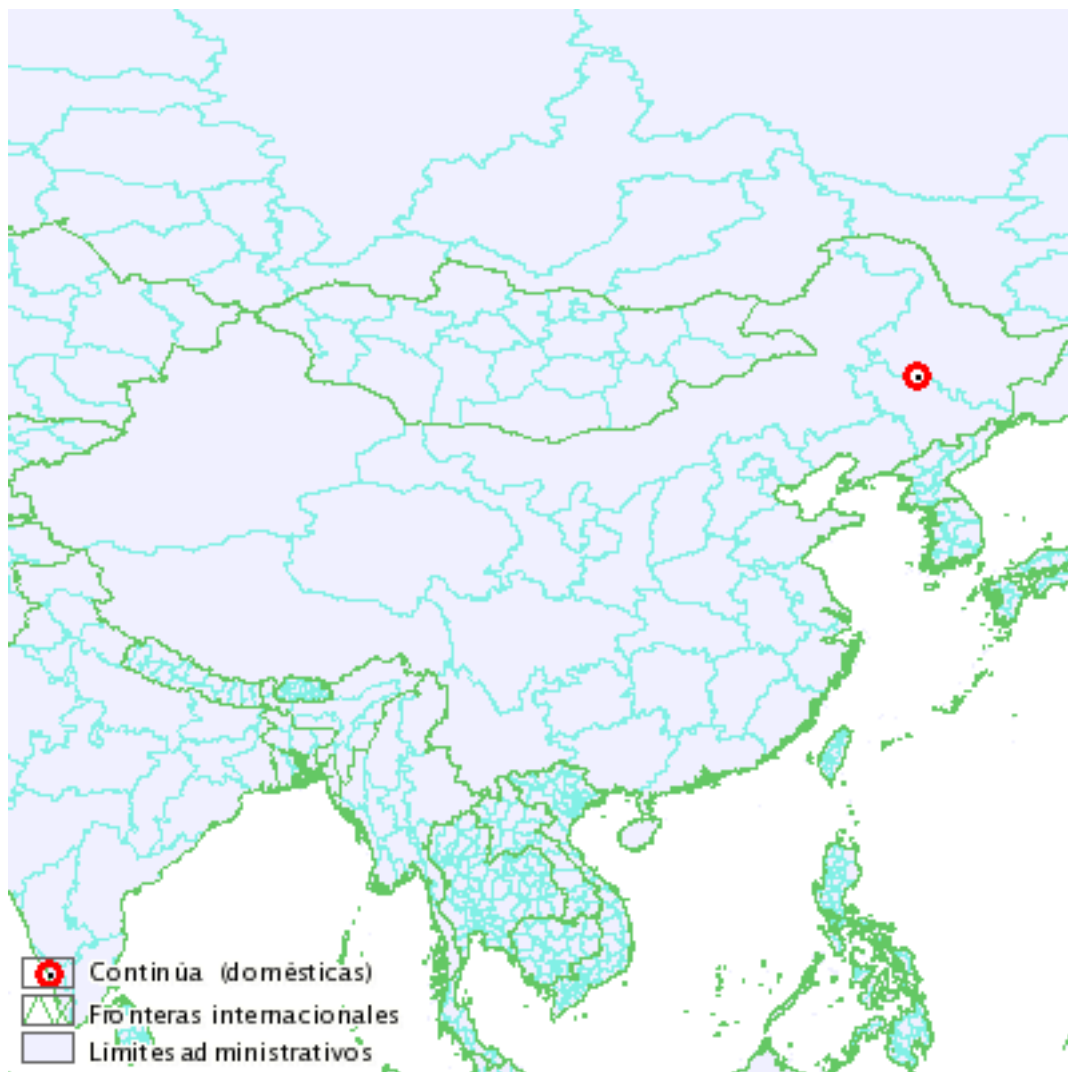 Continúa (domésticas)
Fronteras internacionales
Límites administrativos